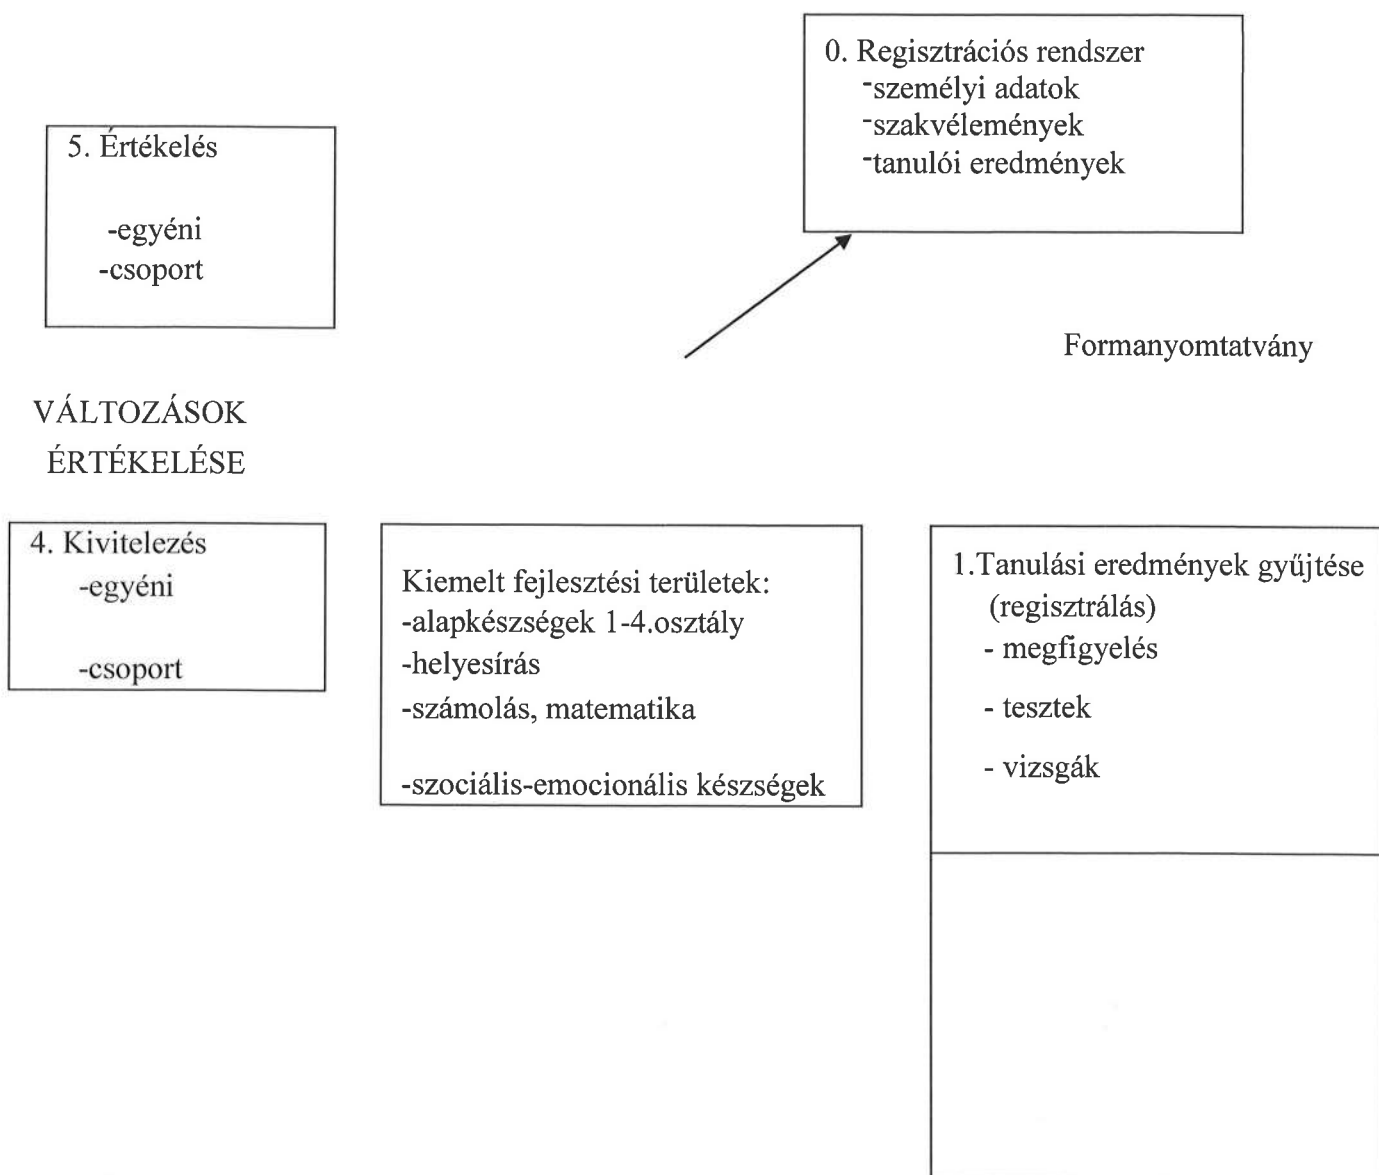 0. Regisztrációs rendszer
-személyi adatok
-szakvélemények
-tanulói eredmények
5. Értékelés
-egyéni
-csoport
Formanyomtatvány
VÁLTOZÁSOK
ÉRTÉKELÉSE
4. Kivitelezés
-egyéni
-csoport
Kiemelt fejlesztési területek:
-alapkészségek 1-4.osztály
-helyesírás
-számolás, matematika
-szociális-emocionális készségek
1.Tanulási eredmények gyűjtése
(regisztrálás)
- megfigyelés
- tesztek
- vizsgák